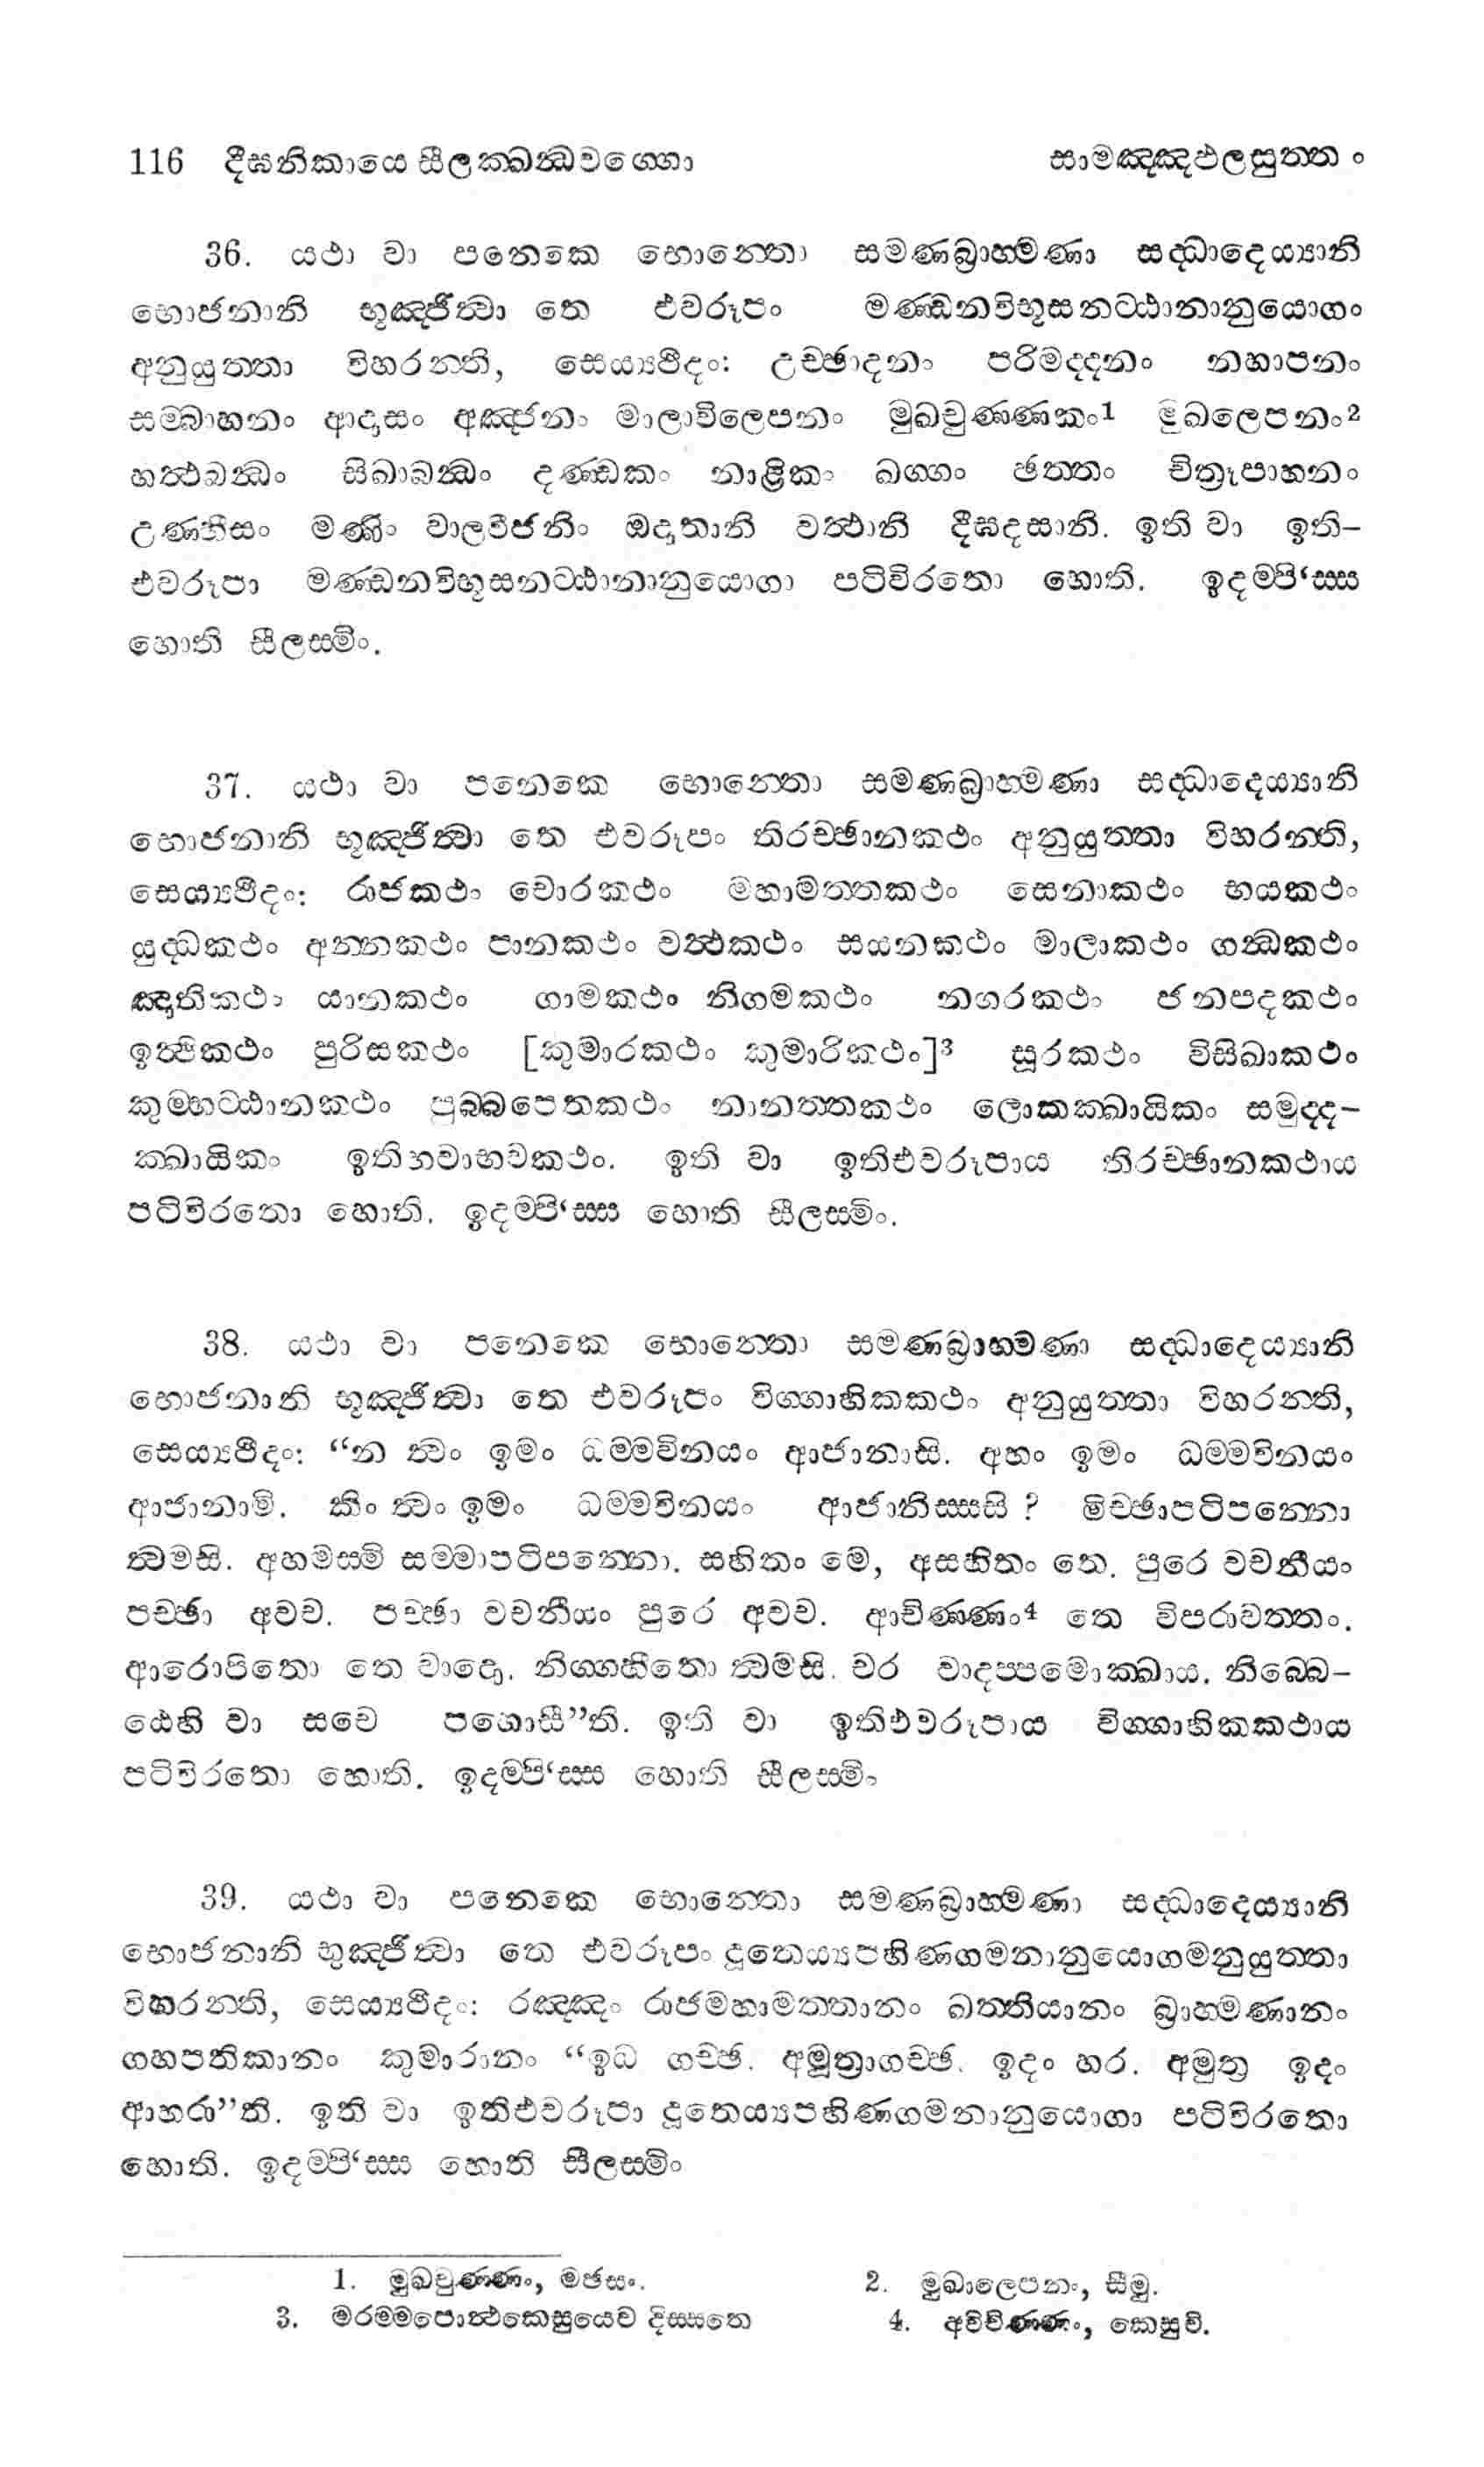 116 දීඝනිකායෙ සීලක්ඛන්ධවග්ගො සාමඤ්ඤඵලසුත්තං
36. යථා වා පනෙකෙ භොන්තො සමණබ්‍රාහ්මණා සද්ධාදෙය්‍යානි
භොජනානි භූඤ්ජිත්‍වා තෙ එවරූපං මණ්ඩනවිභූසනට්ඨානානුයොගං
අනුයුත්තා විහරන්ති, සෙය්‍යථීදං: උච්ඡාදනං පරිමද්දනං නහාපනං
සම්බාහනං ආදාසං අඤ්ජනං මාලාවිලෙපනං මුඛචුණ්ණකං1 මුඛලෙපනං2
හත්ථබන්ධං සිඛාබන්ධං දණ්ඩකං නාළිකං ඛග්ගං ඡත්තං චිත්‍රූපාහනං
උණ්හීසං මණිං වාලවීජනිං ඔදාතානි වත්ථානි දීඝදසානි. ඉති වා ඉති-
එවරූපා මණ්ඩනවිභූසනට්ඨානානුයොගා පටිවිරතො හොති. ඉදම්පි‘ස්ස
හොති සීලස්මිං.
37. යථා වා පනෙකෙ භොන්තො සමණබ්‍රාහ්මණා සද්ධාදෙය්‍යානි
භොජනානි භූඤ්ජිත්‍වා තෙ එවරූපං තිරච්ඡානකථං අනුයුත්තා විහරන්ති,
සෙය්‍යථීදං: රාජකථං චොරකථං මහාමත්තකථං සෙනාකථං භයකථං
යුද්ධකථං අන්නකථං පානකථං වත්ථකථං සයනකථං මාලාකථං ගන්ධකථං
ඤාතිකථං යානකථං ගාමකථං නිගමකථං නගරකථං ජනපදකථං
ඉත්ථිකථං පුරිසකථං [කුමාරකථං කුමාරිකථං]3 සූරකථං විසිඛාකථං
කුම්භට්ඨානකථං පුබ්බපෙතකථං නානත්තකථං ලොකක්ඛායිකං සමුද්ද-
ක්ඛායිකං ඉතිභවාභවකථං. ඉති වා ඉතිඑවරූපාය තිරච්ඡානකථාය
පටිවිරතො හොති. ඉදම්පි‘ස්ස හොති සීලස්මිං.
38. යථා වා පනෙකෙ භොන්තො සමණබ්‍රාහ්මණා සද්ධාදෙය්‍යානි
භොජනානි භූඤ්ජිත්‍වා තෙ එවරූපං විග්ගාහිකකථං අනුයුත්තා විහරන්ති,
සෙය්‍යථීදං: “න ත්‍වං ඉමං ධම්මවිනයං ආජානාසි. අහං ඉමං ධම්මවිනයං
ආජානාමි. කිං ත්‍වං ඉමං ධම්මවිනයං ආජානිස්සසි ? මිච්ඡාපටිපන්නො
ත්‍වමසි. අහමස්මි සම්මාපටිපන්නො. සහිතං මෙ, අසහිතං තෙ. පුරෙ වචනීයං
පච්ඡා අවච. පච්ඡා වචනීයං පුරෙ අවච. ආචිණ්ණං4 තෙ විපරාවත්තං.
ආරොපිතො තෙ වාදො. නිග්ගහීතො ත්‍වමසි. චර වාදප්පමොක්ඛාය. නිබ්බෙ-
ඨෙහි වා සචෙ පහොසී”ති. ඉති වා ඉතිඑවරූපාය විග්ගාහිකකථාය
පටිවිරතො හොති. ඉදම්පි‘ස්ස හොති සීලස්මිං
39. යථා වා පනෙකෙ භොන්තො සමණබ්‍රාහ්මණා සද්ධාදෙය්‍යානි
භොජනානි භුඤ්ජිත්‍වා තෙ එවරූපං දූතෙය්‍යපහිණගමනානුයොගමනුයුත්තා
විහරන්ති, සෙය්‍යථීදං: රඤ්ඤං රාජමහාමත්තානං ඛත්තියානං බ්‍රාහ්මණානං
ගහපතිකානං කුමාරානං “ඉධ ගච්ඡ. අමූත්‍රාගච්ඡ. ඉදං හර. අමුත්‍ර ඉදං
ආහරා”ති. ඉති වා ඉතිඑවරූපා දූතෙය්‍යපහිණගමනානුයොගා පටිවිරතො
හොති. ඉදම්පි‘ස්ස හොති සීලස්මිං
1. මුඛචුණ්ණං, මඡසං. 2. මුඛාලෙපනං, සීමු.
3. මරම්මපොත්ථකෙසුයෙව දිස්සතෙ 4. අවිචිණ්ණං, කෙසුචි.